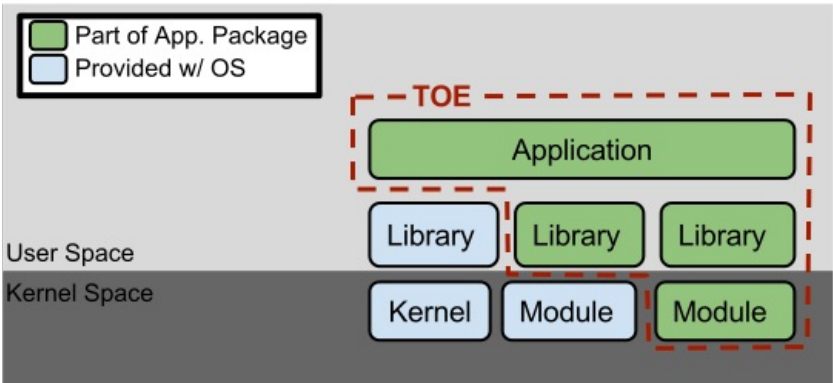 Part of App. Package
Provided w/ OS
TOE
Application
Library Library Library
User Space
Kernel Space
Kernel Module Module